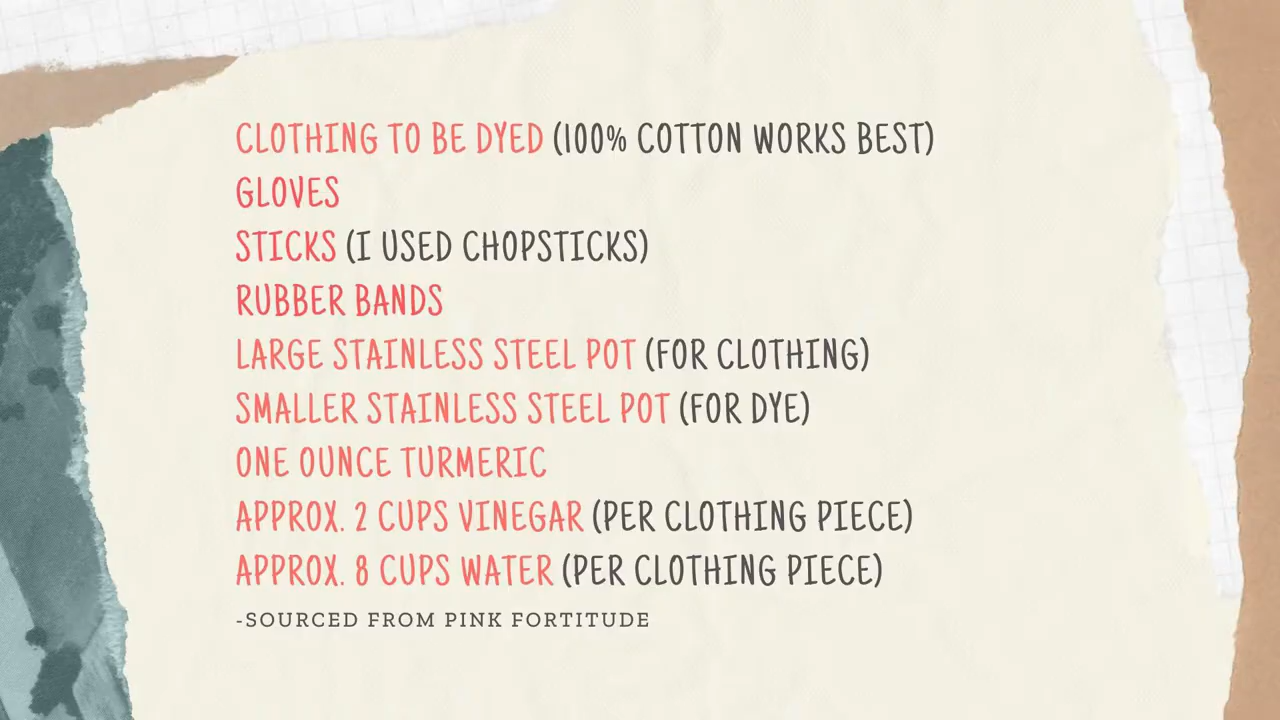 CLOTHING TO BE DYED (100% COTTON WORKS BEST)
GLOVES
STICKS (I USED CHOPSTICKS)
RUBBER BANDS
LARGE STAINLESS STEEL POT (FOR CLOTHING)
SMALLER STAINLESS STEEL POT (FOR DYE)
ONE OUNCE TURMERIC
APPROX. 2 CUPS VINEGAR (PER CLOTHING PIECE)
APPROX. 8 CUPS WATER (PER CLOTHING PIECE)
-SOURCED FROM PINK FORTITUDE